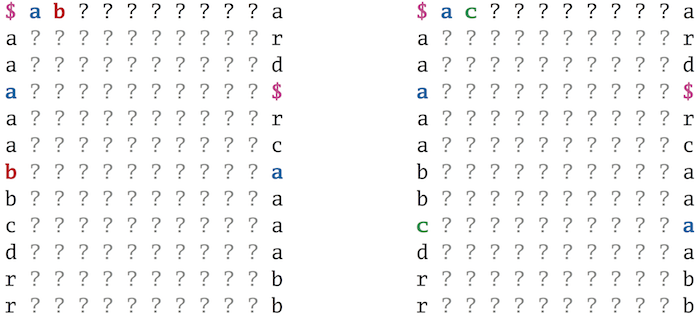 $ a b ? ? ? ? ? ? ? ? a
a ? ? ? ? ? ? ? ? ? ? r
a ? ? ? ? ? ? ? ? ? ? d
a ? ? ? ? ? ? ? ? ? ? $
a ? ? ? ? ? ? ? ? ? ? r
a ? ? ? ? ? ? ? ? ? ? c
b ? ? ? ? ? ? ? ? ? ? a
b ? ? ? ? ? ? ? ? ? ? a
c ? ? ? ? ? ? ? ? ? ? a
d ? ? ? ? ? ? ? ? ? ? a
r ? ? ? ? ? ? ? ? ? ? b
r ? ? ? ? ? ? ? ? ? ? b
$ a c ? ? ? ? ? ? ? ? a
a ? ? ? ? ? ? ? ? ? ? r
a ? ? ? ? ? ? ? ? ? ? d
a ? ? ? ? ? ? ? ? ? ? $
a ? ? ? ? ? ? ? ? ? ? r
a ? ? ? ? ? ? ? ? ? ? c
b ? ? ? ? ? ? ? ? ? ? a
b ? ? ? ? ? ? ? ? ? ? a
c ? ? ? ? ? ? ? ? ? ? a
d ? ? ? ? ? ? ? ? ? ? a
r ? ? ? ? ? ? ? ? ? ? b
r ? ? ? ? ? ? ? ? ? ? b